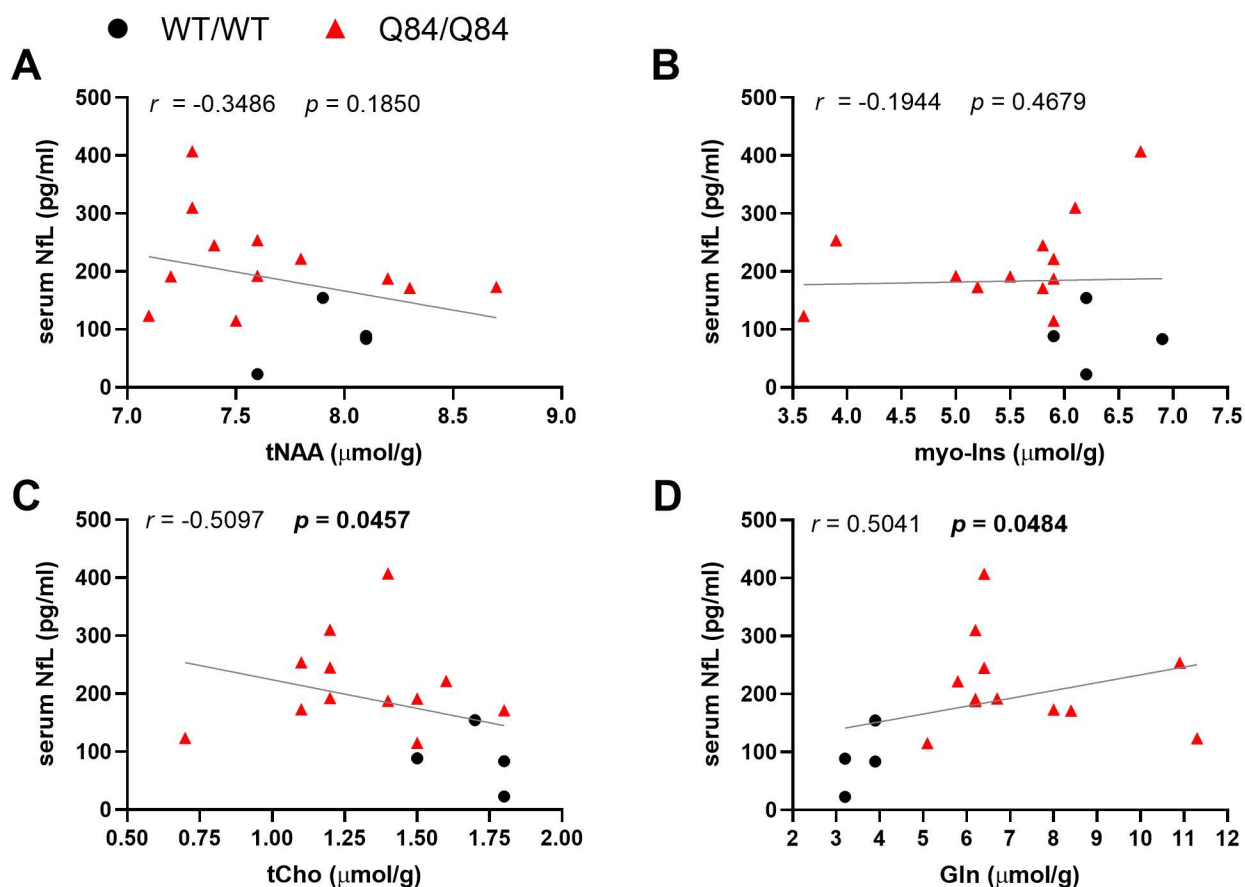 WT/WT Q84/Q84
A
r = -0.3486 p = 0.1850
500
400
300
200
100
0
serum NfL (pg/ml)
7.0 7.5 8.0 8.5 9.0
tNAA (μmol/g)
B
r = -0.1944 p = 0.4679
500
400
300
200
100
0
serum NfL (pg/ml)
3.5 4.0 4.5 5.0 5.5 6.0 6.5 7.0 7.5
myo-Ins (μmol/g)
C
r = -0.5097 p = 0.0457
500
400
300
200
100
0
serum NfL (pg/ml)
0.50 0.75 1.00 1.25 1.50 1.75 2.00
tCho (μmol/g)
D
r = 0.5041 p = 0.0484
500
400
300
200
100
0
serum NfL (pg/ml)
2 3 4 5 6 7 8 9 10 11 12
Gln (μmol/g)